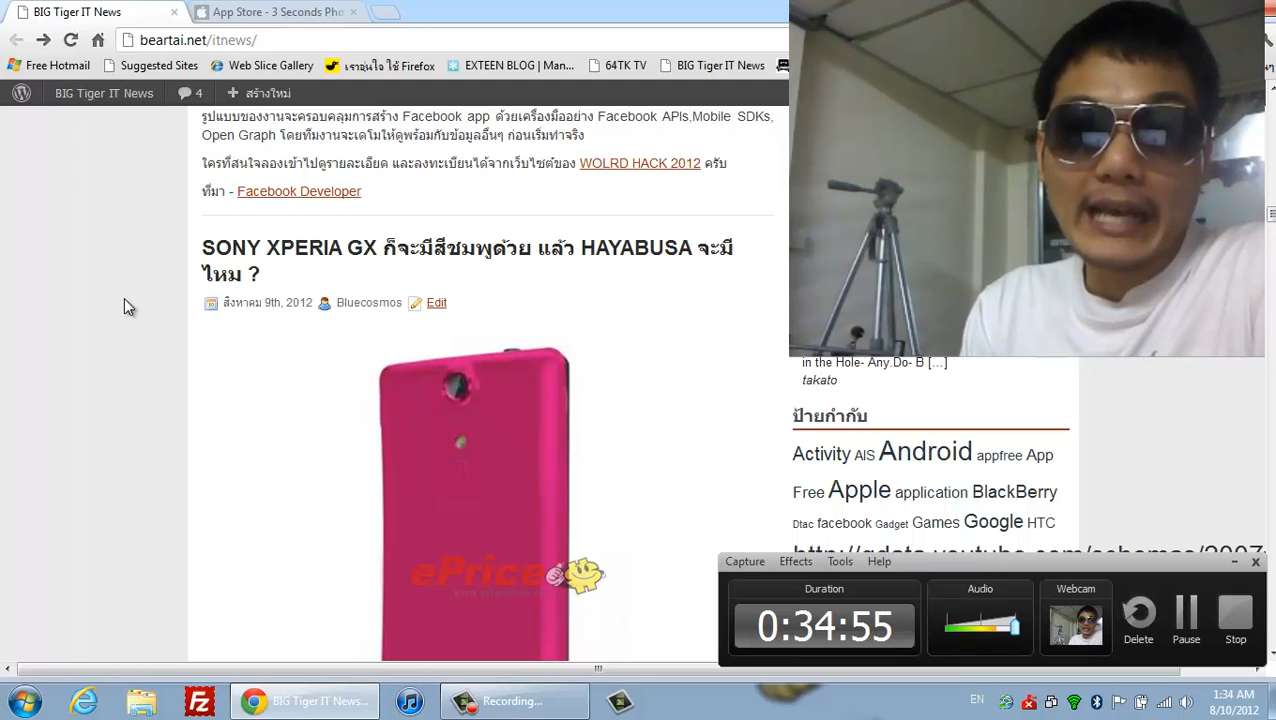 BIG Tiger IT News
App Store - 3 Seconds Pho
beartai.net/itnews/
Free Hotmail Suggested Sites Web Slice Gallery เราอุ่นใจ ใช้ Firefox EXTEEN BLOG | Man... 64TK TV BIG Tiger IT News
BIG Tiger IT News 4 สร้างใหม่
รูปแบบของงานจะครอบคลุมการสร้าง Facebook app ด้วยเครื่องมืออย่าง Facebook APIs,Mobile SDKs,
Open Graph โดยทีมงานจะเดโมให้ดูพร้อมกับข้อมูลอื่นๆ ก่อนเริ่มทำจริง
ใครที่สนใจลองเข้าไปดูรายละเอียด และลงทะเบียนได้จากเว็บไซต์ของ WOLRD HACK 2012 ครับ
ที่มา - Facebook Developer
SONY XPERIA GX ก็จะมีสีชมพูด้วย แล้ว HAYABUSA จะมี
ไหม ?
สิงหาคม 9th, 2012 Bluecosmos Edit
ePrice
in the Hole- Any.Do- B [...]
takato
ป้ายกำกับ
Activity AIS Android appfree App
Free Apple application BlackBerry
Dtac facebook Gadget Games Google HTC
http://gdata.youtube.com/schemas/2007
Capture Effects Tools Help
Duration
0:34:55
Audio
Webcam
Delete
Pause
Stop
BIG Tiger IT News...
Recording...
EN
1:34 AM
8/10/2012